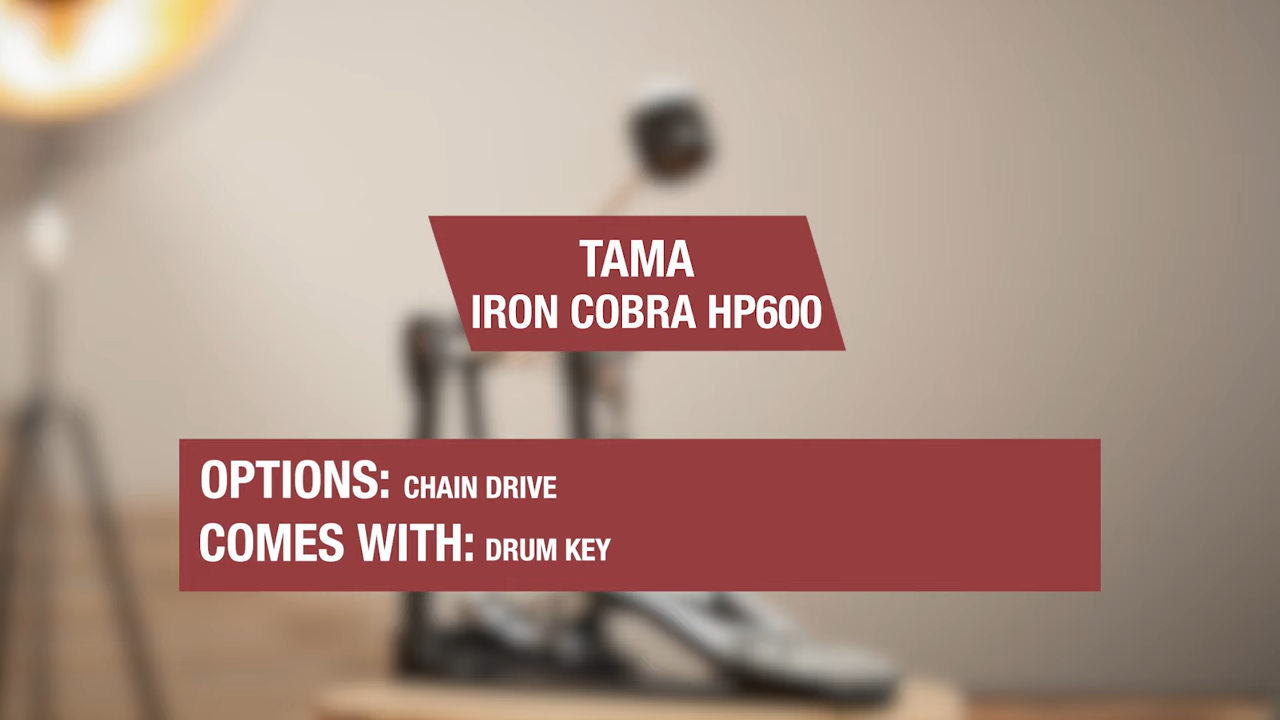 TAMA
IRON COBRA HP600
OPTIONS: CHAIN DRIVE
COMES WITH: DRUM KEY